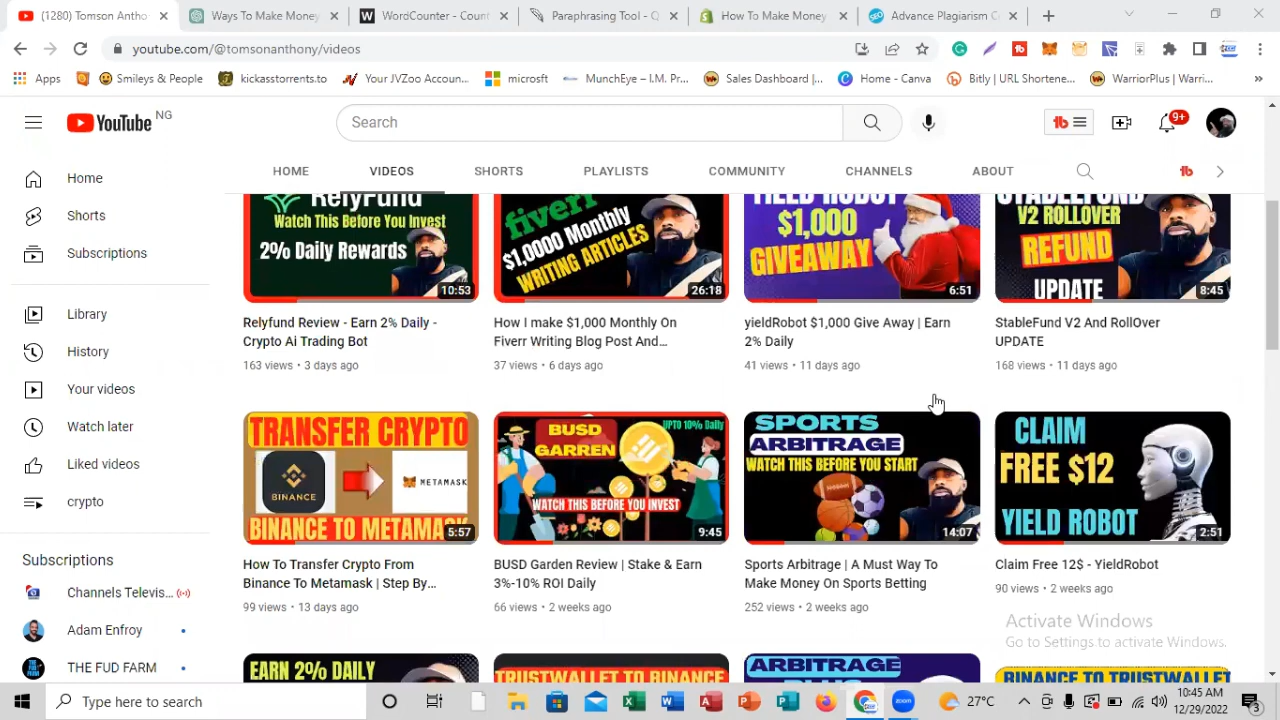 (1280) Tomson Antho
Ways To Make Money
WordCounter - Count
Paraphrasing Tool - Q
How To Make Money
Advance Plagiarism C
youtube.com/@tomsonanthony/videos
Apps
Smileys & People
kickasstorrents.to
Your JVZoo Accoun...
microsft
MunchEye – I.M. Pr...
Sales Dashboard |...
Home - Canva
Bitly | URL Shortene...
WarriorPlus | Warri...
YouTube NG
Search
9+
HOME
VIDEOS
SHORTS
PLAYLISTS
COMMUNITY
CHANNELS
ABOUT
Home
Shorts
Subscriptions
Library
History
Your videos
Watch later
Liked videos
crypto
Subscriptions
Channels Televis...
Adam Enfroy
THE FUD FARM
RelyFund
Watch This Before You Invest
2% Daily Rewards
10:53
Relyfund Review - Earn 2% Daily -
Crypto Ai Trading Bot
163 views • 3 days ago
fiverr
$1,0000 Monthly
WRITING ARTICLES
26:18
How I make $1,000 Monthly On
Fiverr Writing Blog Post And...
37 views • 6 days ago
YIELD ROBOT
$1,000
GIVEAWAY
6:51
yieldRobot $1,000 Give Away | Earn
2% Daily
41 views • 11 days ago
STABLEFUND
V2 ROLLOVER
REFUND
UPDATE
8:45
StableFund V2 And RollOver
UPDATE
168 views • 11 days ago
TRANSFER CRYPTO
BINANCE
METAMASK
BINANCE TO METAMASK
5:57
How To Transfer Crypto From
Binance To Metamask | Step By...
99 views • 13 days ago
BUSD
GARREN
UPTO 10% Daily
WATCH THIS BEFORE YOU INVEST
9:45
BUSD Garden Review | Stake & Earn
3%-10% ROI Daily
66 views • 2 weeks ago
SPORTS
ARBITRAGE
WATCH THIS BEFORE YOU START
14:07
Sports Arbitrage | A Must Way To
Make Money On Sports Betting
252 views • 2 weeks ago
CLAIM
FREE $12
YIELD ROBOT
2:51
Claim Free 12$ - YieldRobot
90 views • 2 weeks ago
Activate Windows
Go to Settings to activate Windows.
EARN 2% DAILY
TRUSTWALLET TO BINANCE
ARBITRAGE
BINANCE TO TRUSTWALLET
Type here to search
27°C
10:45 AM
12/29/2022
3